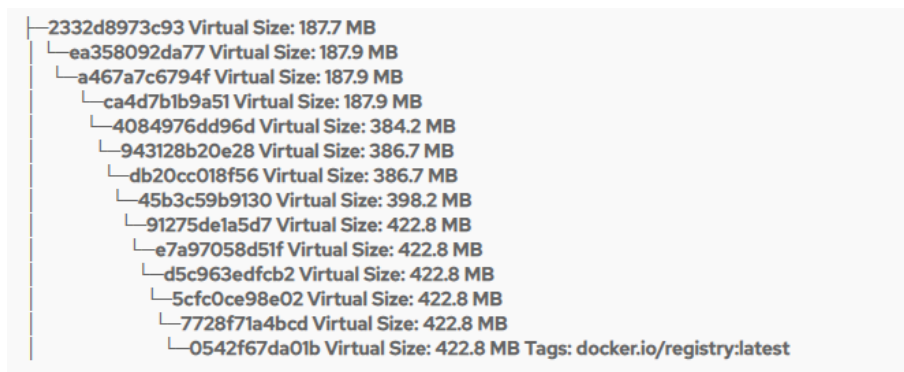 ├─2332d8973c93 Virtual Size: 187.7 MB
│ └─ea358092da77 Virtual Size: 187.9 MB
│ └─a467a7c6794f Virtual Size: 187.9 MB
│ └─ca4d7b1b9a51 Virtual Size: 187.9 MB
│ └─4084976dd96d Virtual Size: 384.2 MB
│ └─943128b20e28 Virtual Size: 386.7 MB
│ └─db20cc018f56 Virtual Size: 386.7 MB
│ └─45b3c59b9130 Virtual Size: 398.2 MB
│ └─91275de1a5d7 Virtual Size: 422.8 MB
│ └─e7a97058d51f Virtual Size: 422.8 MB
│ └─d5c963edfcb2 Virtual Size: 422.8 MB
│ └─5cfc0ce98e02 Virtual Size: 422.8 MB
│ └─7728f71a4bcd Virtual Size: 422.8 MB
│ └─0542f67da01b Virtual Size: 422.8 MB Tags: docker.io/registry:latest